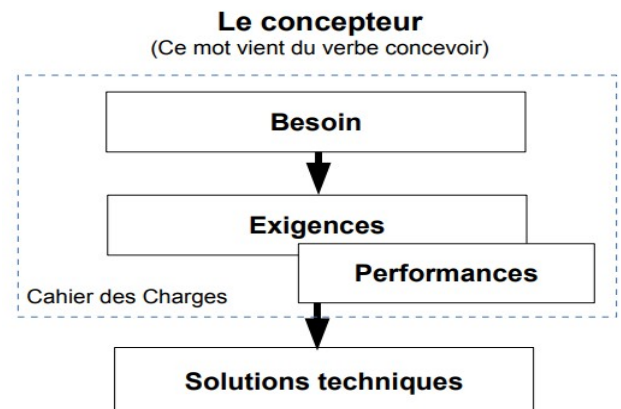 Le concepteur
(Ce mot vient du verbe concevoir)
Besoin
Exigences
Performances
Cahier des Charges
Solutions techniques